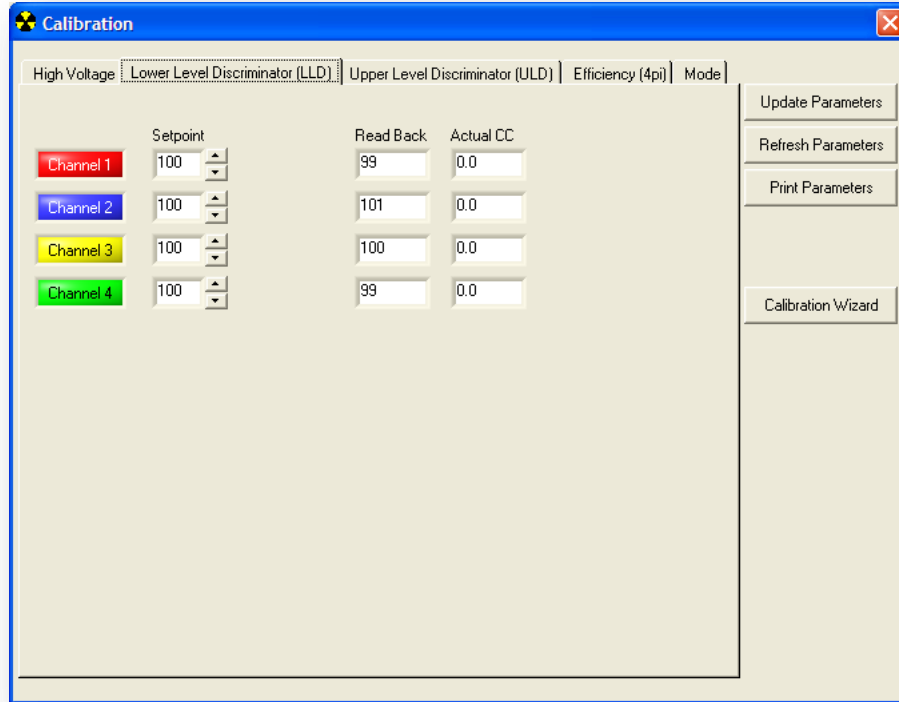 Calibration
High Voltage Lower Level Discriminator (LLD) Upper Level Discriminator (ULD) Efficiency (4pi) Mode
Update Parameters
Refresh Parameters
Print Parameters
Calibration Wizard
Setpoint Read Back Actual CC
Channel 1 100 99 0.0
Channel 2 100 101 0.0
Channel 3 100 100 0.0
Channel 4 100 99 0.0